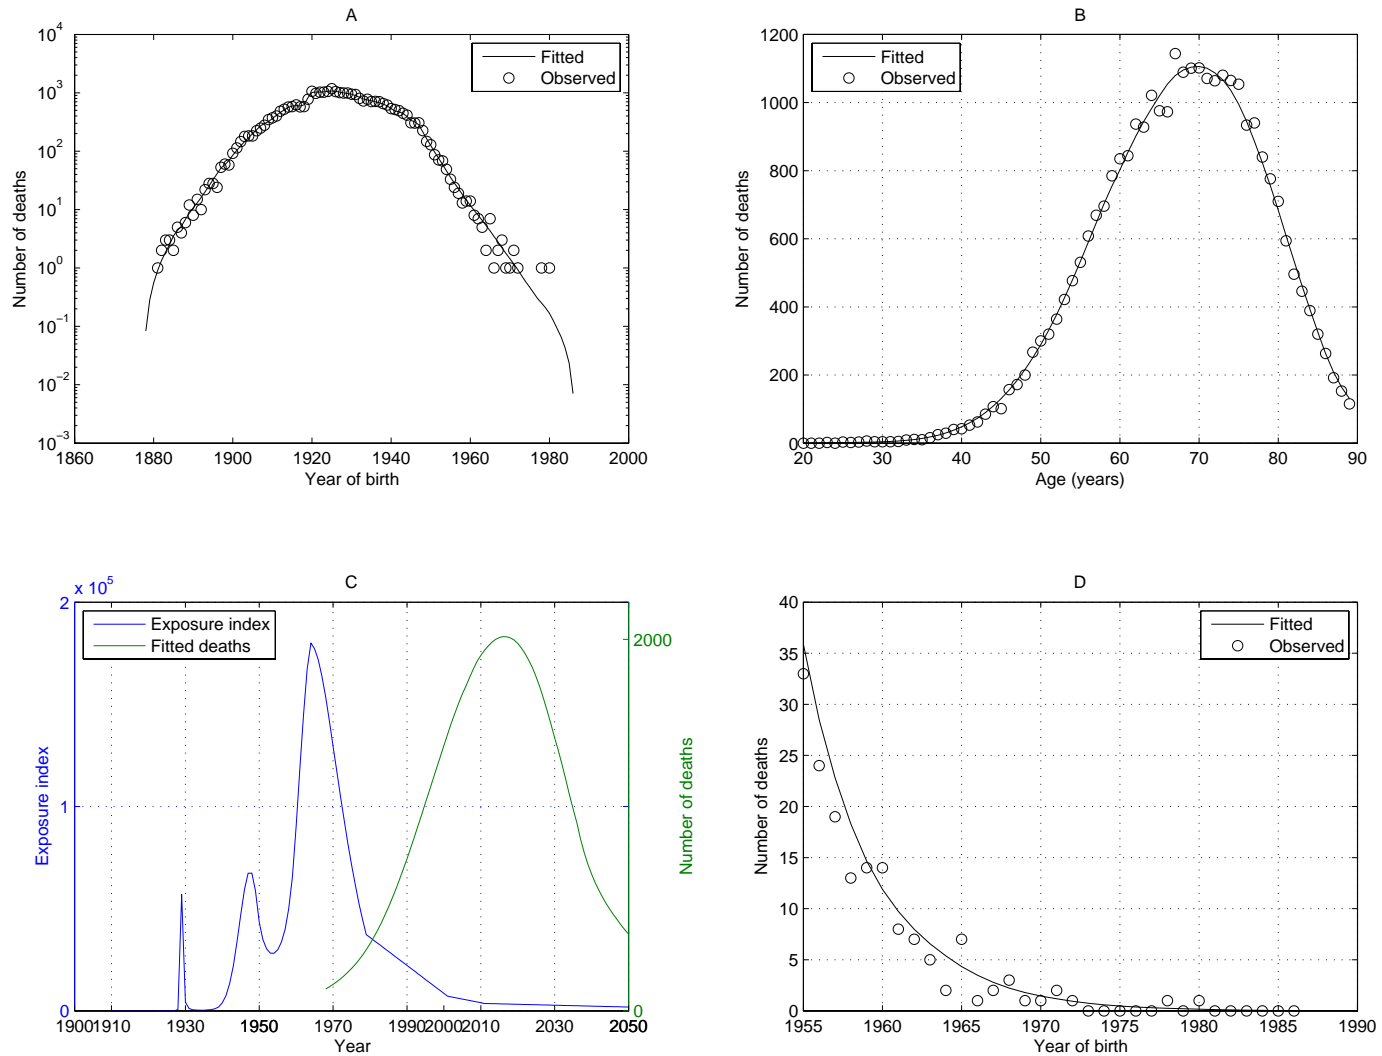 A
10^4
10^3
10^2
10^1
10^0
10^−1
10^−2
10^−3
Number of deaths
Fitted
Observed
1860 1880 1900 1920 1940 1960 1980 2000
Year of birth
B
1200
1000
800
600
400
200
0
Number of deaths
Fitted
Observed
20 30 40 50 60 70 80 90
Age (years)
C
x 10^5
2
1
0
Exposure index
Exposure index
Fitted deaths
2000
0
Number of deaths
1900 1910 1930 1950 1970 1990 2000 2010 2030 2050
Year
D
40
35
30
25
20
15
10
5
0
Number of deaths
Fitted
Observed
1955 1960 1965 1970 1975 1980 1985 1990
Year of birth